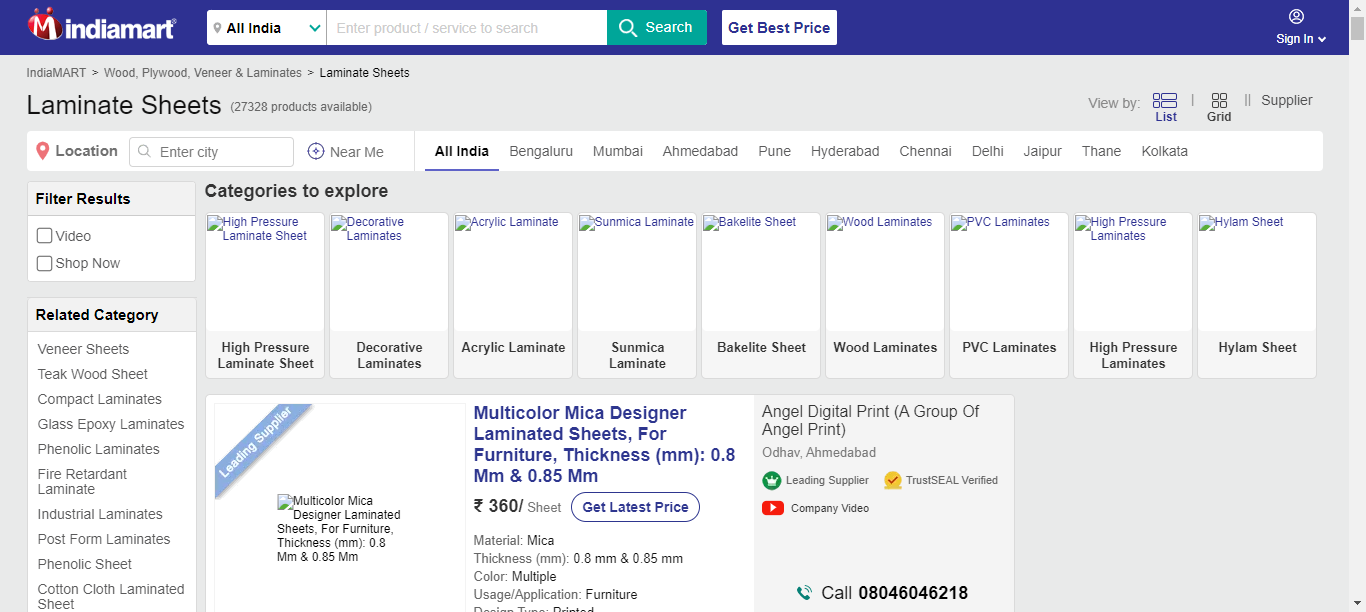 indiamart
All India
Enter product / service to search
Search
Get Best Price
Sign In
IndiaMART > Wood, Plywood, Veneer & Laminates > Laminate Sheets
Laminate Sheets (27328 products available)
View by:
List
|
Grid
||
Supplier
Location
Enter city
Near Me
All India
Bengaluru
Mumbai
Ahmedabad
Pune
Hyderabad
Chennai
Delhi
Jaipur
Thane
Kolkata
Filter Results
Video
Shop Now
Related Category
Veneer Sheets
Teak Wood Sheet
Compact Laminates
Glass Epoxy Laminates
Phenolic Laminates
Fire Retardant
Laminate
Industrial Laminates
Post Form Laminates
Phenolic Sheet
Cotton Cloth Laminated
Sheet
Categories to explore
High Pressure
Laminate Sheet
High Pressure
Laminate Sheet
Decorative
Laminates
Decorative
Laminates
Acrylic Laminate
Acrylic Laminate
Sunmica Laminate
Sunmica
Laminate
Bakelite Sheet
Bakelite Sheet
Wood Laminates
Wood Laminates
PVC Laminates
PVC Laminates
High Pressure
Laminates
High Pressure
Laminates
Hylam Sheet
Hylam Sheet
Leading Supplier
Multicolor Mica
Designer Laminated
Sheets, For Furniture,
Thickness (mm): 0.8
Mm & 0.85 Mm
Multicolor Mica Designer
Laminated Sheets, For
Furniture, Thickness (mm): 0.8
Mm & 0.85 Mm
₹ 360/ Sheet
Get Latest Price
Material: Mica
Thickness (mm): 0.8 mm & 0.85 mm
Color: Multiple
Usage/Application: Furniture
Design Type: Printed
Angel Digital Print (A Group Of
Angel Print)
Odhav, Ahmedabad
Leading Supplier
TrustSEAL Verified
Company Video
Call 08046046218